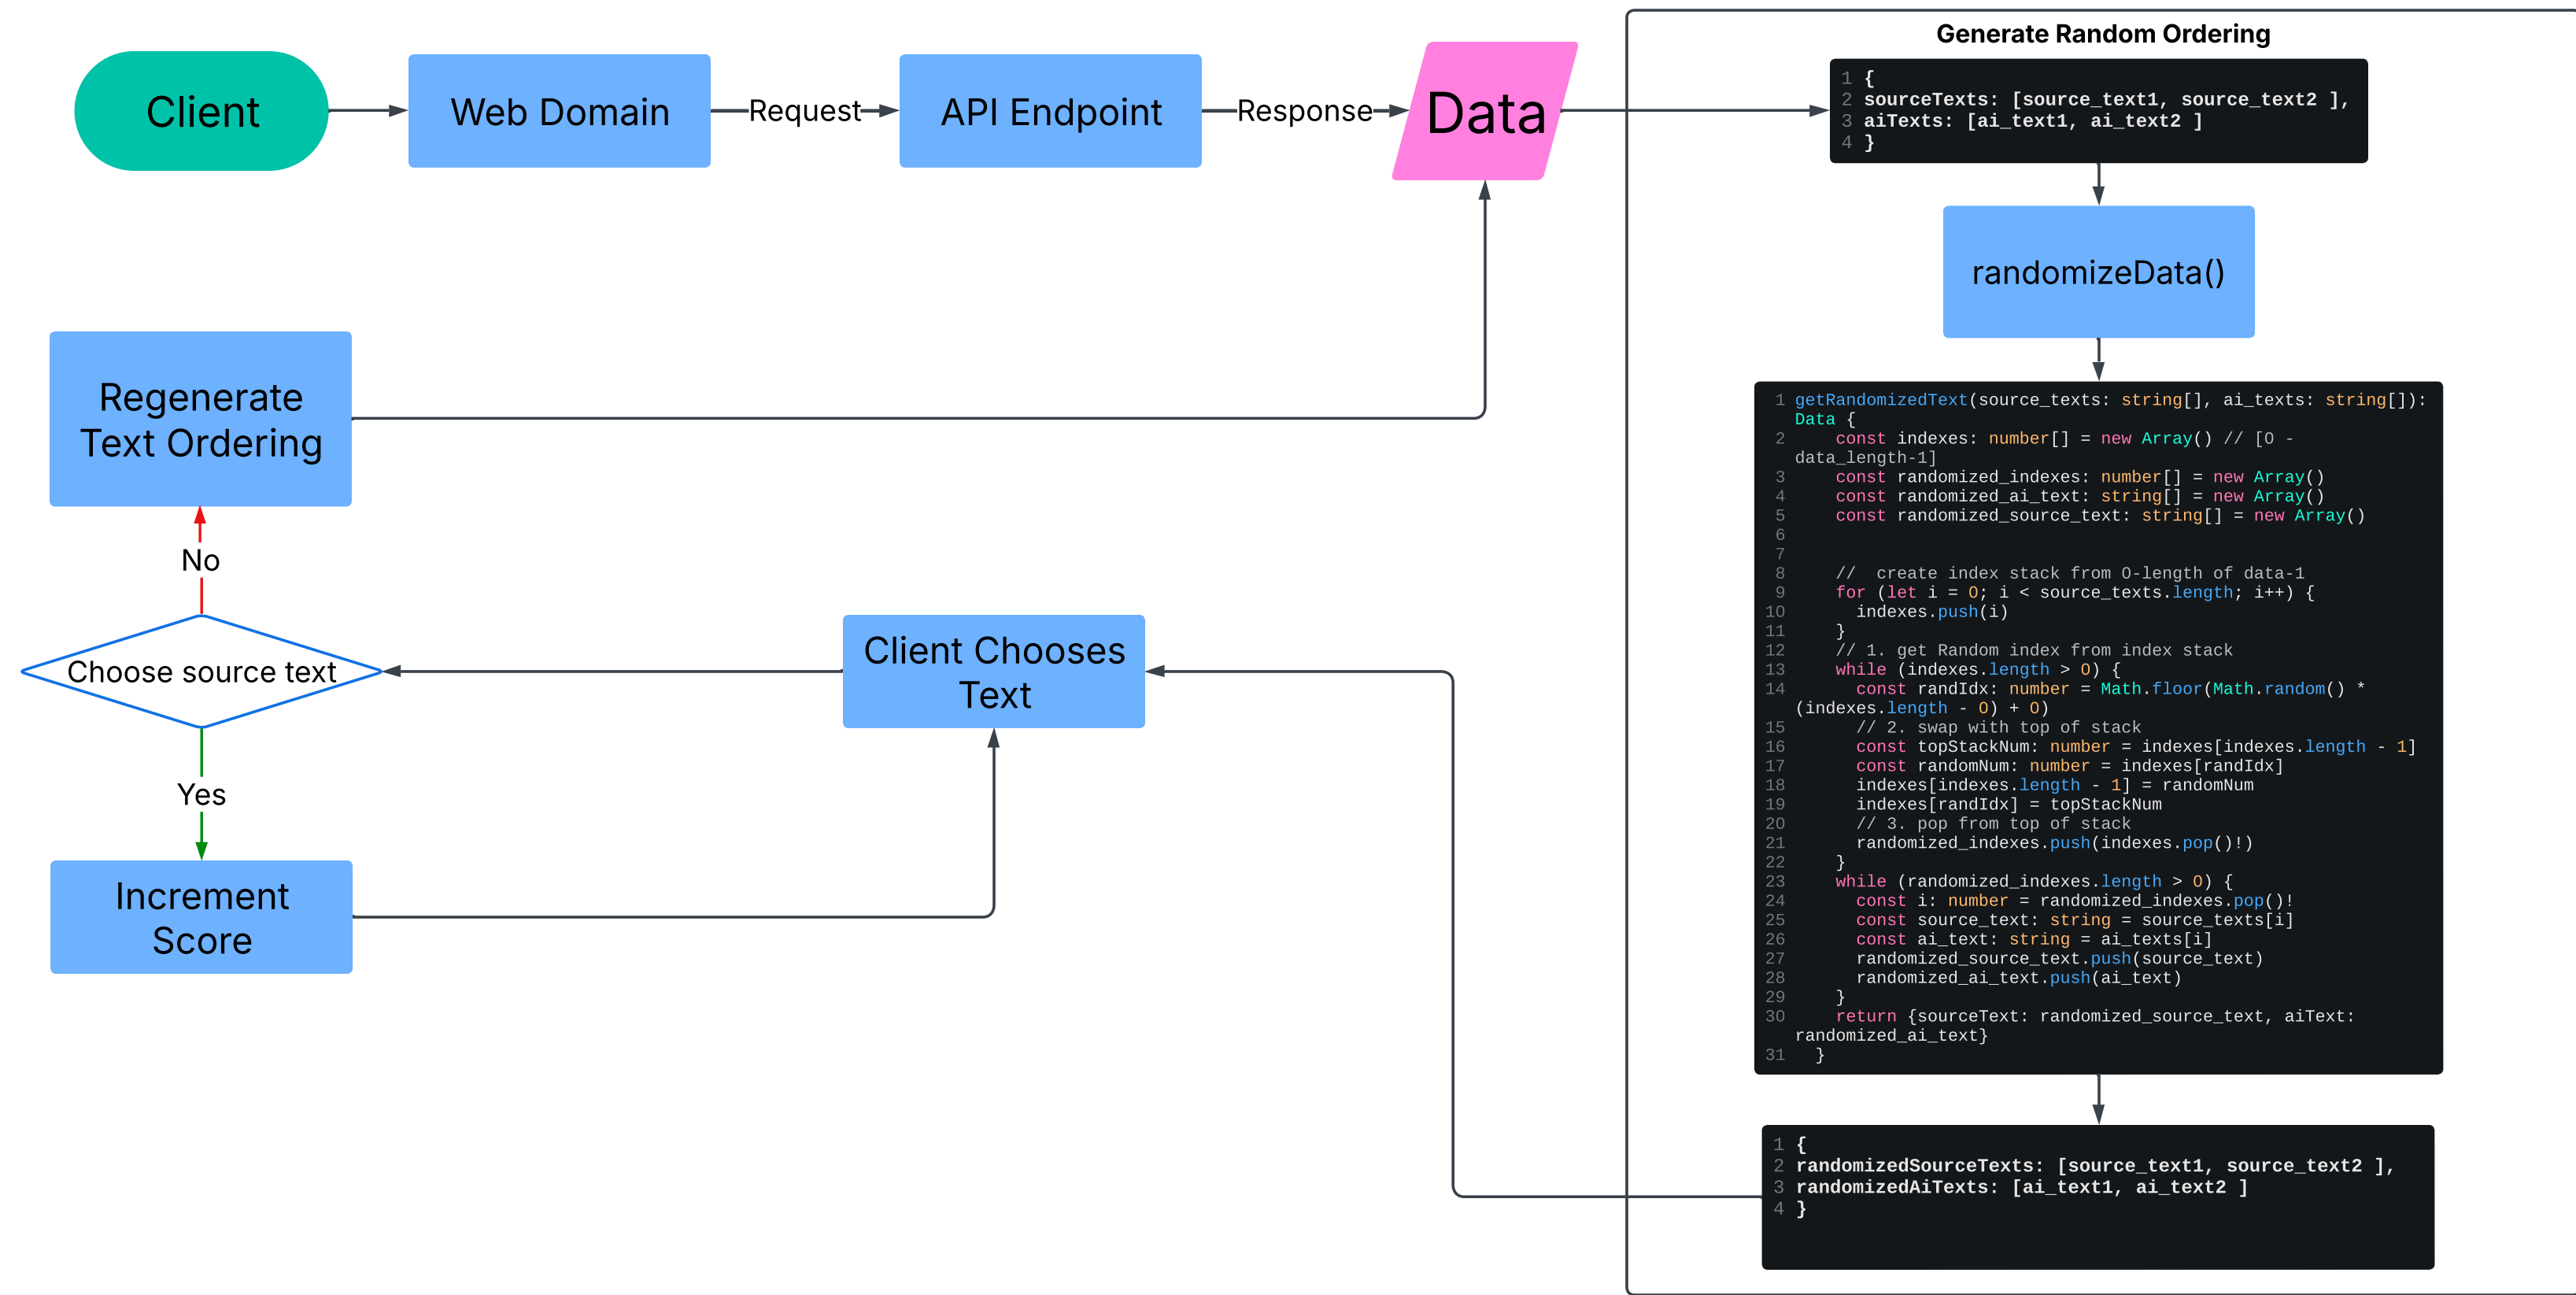 Client
Web Domain
Request
API Endpoint
Response
Data
Generate Random Ordering
1 {
2 sourceTexts: [source_text1, source_text2 ],
3 aiTexts: [ai_text1, ai_text2 ]
4 }
randomizeData()
1 getRandomizedText(source_texts: string[], ai_texts: string[]):
Data {
2     const indexes: number[] = new Array() // [0 -
data_length-1]
3     const randomized_indexes: number[] = new Array()
4     const randomized_ai_text: string[] = new Array()
5     const randomized_source_text: string[] = new Array()
6
7
8     //  create index stack from 0-length of data-1
9     for (let i = 0; i < source_texts.length; i++) {
10       indexes.push(i)
11     }
12     // 1. get Random index from index stack
13     while (indexes.length > 0) {
14       const randIdx: number = Math.floor(Math.random() *
(indexes.length - 0) + 0)
15       // 2. swap with top of stack
16       const topStackNum: number = indexes[indexes.length - 1]
17       const randomNum: number = indexes[randIdx]
18       indexes[indexes.length - 1] = randomNum
19       indexes[randIdx] = topStackNum
20       // 3. pop from top of stack
21       randomized_indexes.push(indexes.pop()!)
22     }
23     while (randomized_indexes.length > 0) {
24       const i: number = randomized_indexes.pop()!
25       const source_text: string = source_texts[i]
26       const ai_text: string = ai_texts[i]
27       randomized_source_text.push(source_text)
28       randomized_ai_text.push(ai_text)
29     }
30     return {sourceText: randomized_source_text, aiText:
randomized_ai_text}
31   }
1 {
2 randomizedSourceTexts: [source_text1, source_text2 ],
3 randomizedAiTexts: [ai_text1, ai_text2 ]
4 }
Client Chooses
Text
Choose source text
No
Regenerate
Text Ordering
Yes
Increment
Score